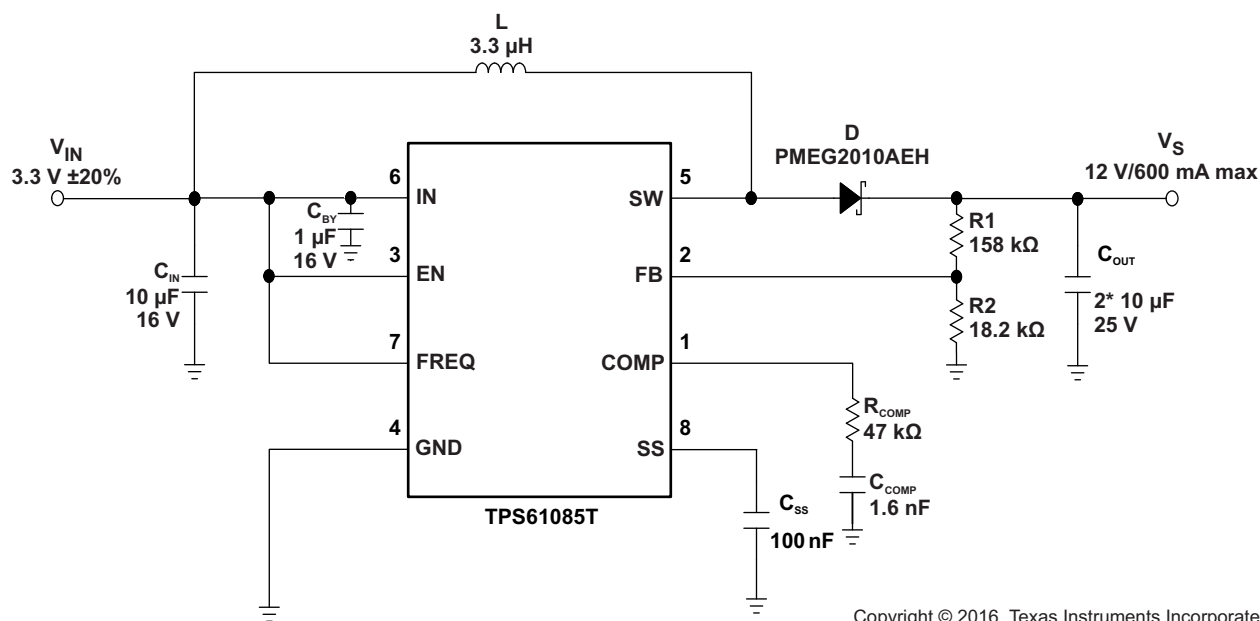 L
3.3 µH
V_IN
3.3 V ±20%
D
PMEG2010AEH
V_S
12 V/600 mA max
6
IN
SW
5
C_BY
1 µF
16 V
R1
158 kΩ
C_IN
10 µF
16 V
3
EN
FB
2
C_OUT
2* 10 µF
25 V
R2
18.2 kΩ
7
FREQ
COMP
1
R_COMP
47 kΩ
4
GND
SS
8
C_COMP
1.6 nF
C_SS
100 nF
TPS61085T
Copyright © 2016, Texas Instruments Incorporate